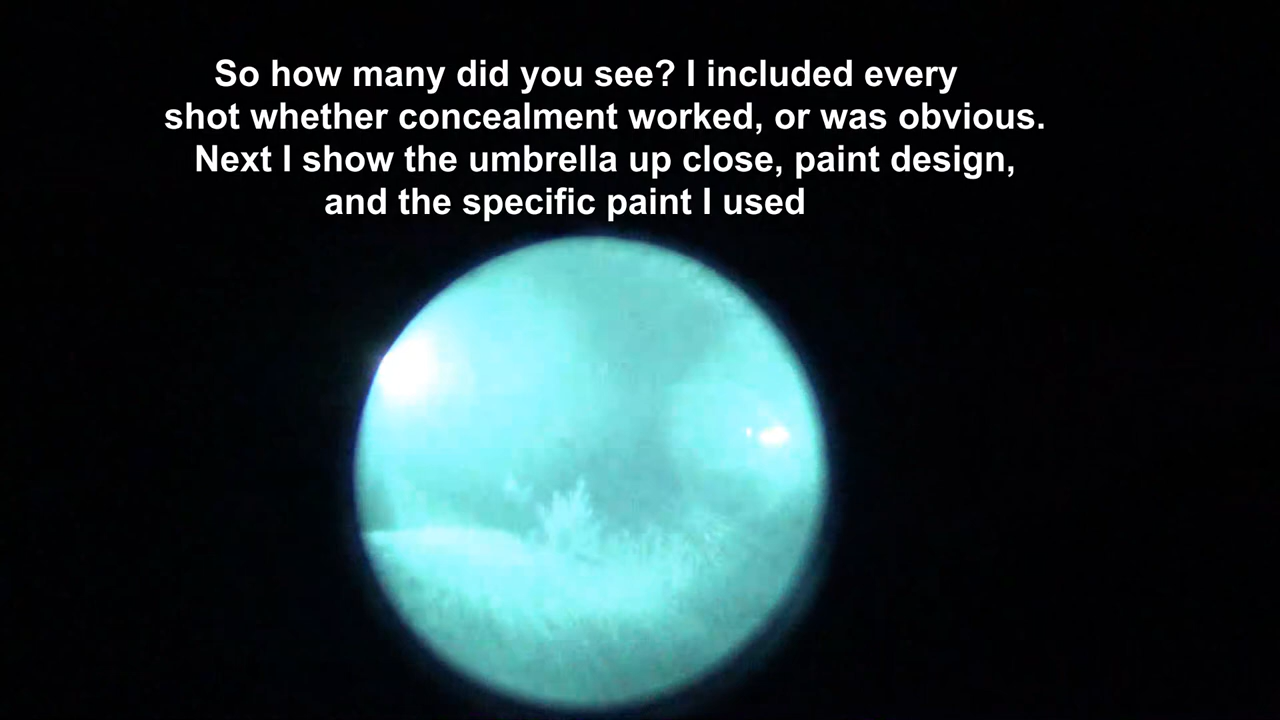 So how many did you see? I included every
shot whether concealment worked, or was obvious.
Next I show the umbrella up close, paint design,
and the specific paint I used